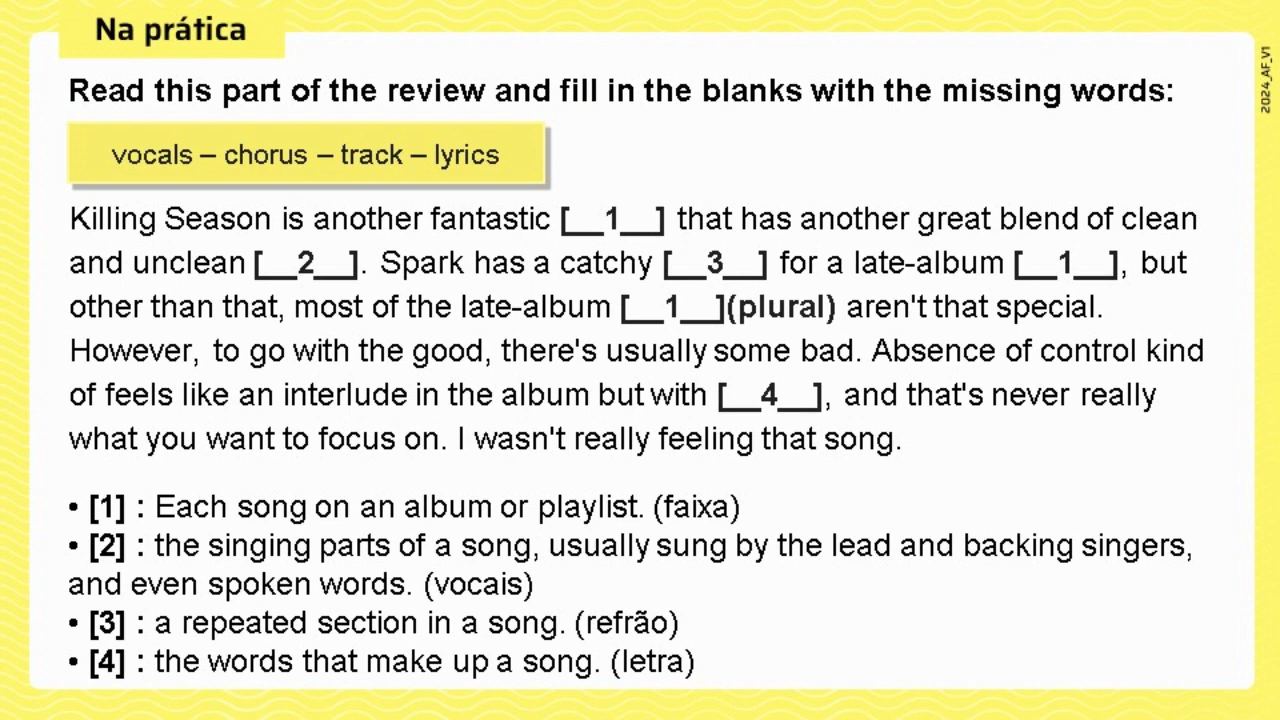 Na prática
2024_AF_V1
Read this part of the review and fill in the blanks with the missing words:
vocals – chorus – track – lyrics
Killing Season is another fantastic [__1__] that has another great blend of clean
and unclean [__2__]. Spark has a catchy [__3__] for a late-album [__1__], but
other than that, most of the late-album [__1__](plural) aren't that special.
However, to go with the good, there's usually some bad. Absence of control kind
of feels like an interlude in the album but with [__4__], and that's never really
what you want to focus on. I wasn't really feeling that song.
• [1] : Each song on an album or playlist. (faixa)
• [2] : the singing parts of a song, usually sung by the lead and backing singers,
and even spoken words. (vocais)
• [3] : a repeated section in a song. (refrão)
• [4] : the words that make up a song. (letra)